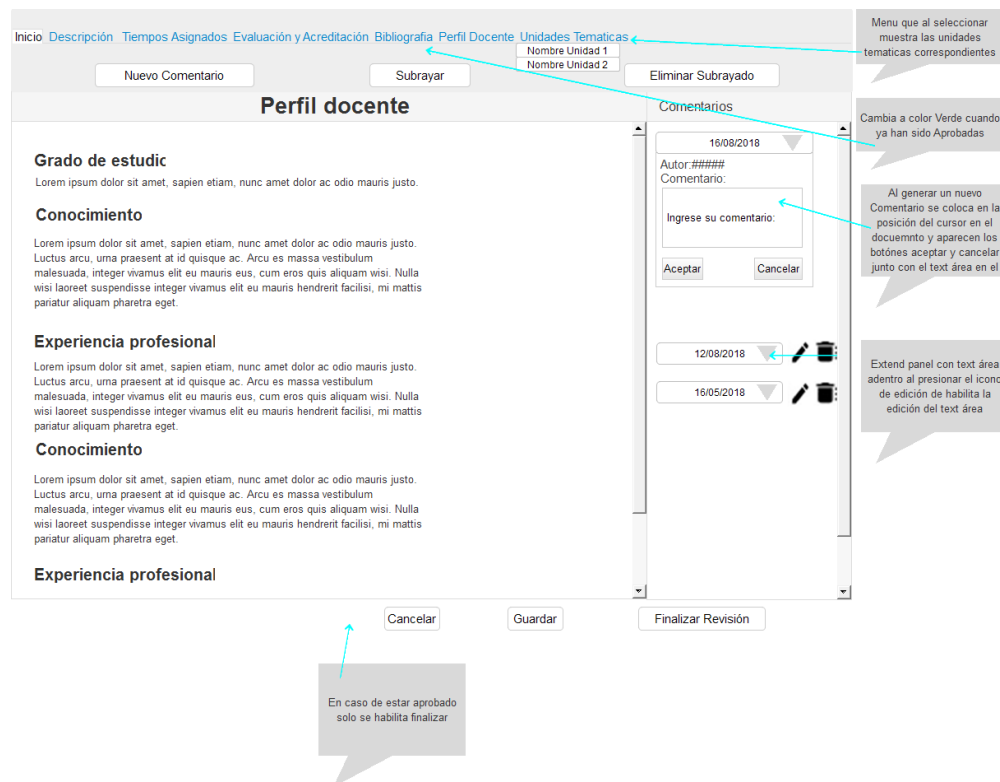 Inicio Descripción Tiempos Asignados Evaluación y Acreditación Bibliografia Perfil Docente Unidades Tematicas
Nombre Unidad 1
Nombre Unidad 2
Nuevo Comentario
Subrayar
Eliminar Subrayado
Perfil docente
Grado de estudic
Lorem ipsum dolor sit amet, sapien etiam, nunc amet dolor ac odio mauris justo.
Conocimiento
Lorem ipsum dolor sit amet, sapien etiam, nunc amet dolor ac odio mauris justo.
Luctus arcu, urna praesent at id quisque ac. Arcu es massa vestibulum
malesuada, integer vivamus elit eu mauris eus, cum eros quis aliquam wisi. Nulla
wisi laoreet suspendisse integer vivamus elit eu mauris hendrerit facilisi, mi mattis
pariatur aliquam pharetra eget.
Experiencia profesional
Lorem ipsum dolor sit amet, sapien etiam, nunc amet dolor ac odio mauris justo.
Luctus arcu, urna praesent at id quisque ac. Arcu es massa vestibulum
malesuada, integer vivamus elit eu mauris eus, cum eros quis aliquam wisi. Nulla
wisi laoreet suspendisse integer vivamus elit eu mauris hendrerit facilisi, mi mattis
pariatur aliquam pharetra eget.
Conocimiento
Lorem ipsum dolor sit amet, sapien etiam, nunc amet dolor ac odio mauris justo.
Luctus arcu, urna praesent at id quisque ac. Arcu es massa vestibulum
malesuada, integer vivamus elit eu mauris eus, cum eros quis aliquam wisi. Nulla
wisi laoreet suspendisse integer vivamus elit eu mauris hendrerit facilisi, mi mattis
pariatur aliquam pharetra eget.
Experiencia profesional
Comentarios
16/08/2018
Autor:#####
Comentario:
Ingrese su comentario:
Aceptar
Cancelar
12/08/2018
16/05/2018
Cancelar
Guardar
Finalizar Revisión
Menu que al seleccionar
muestra las unidades
tematicas correspondientes
Cambia a color Verde cuando
ya han sido Aprobadas
Al generar un nuevo
Comentario se coloca en la
posición del cursor en el
docuemnto y aparecen los
botónes aceptar y cancelar
junto con el text área en el
Extend panel con text área
adentro al presionar el icono
de edición de habilita la
edición del text área
En caso de estar aprobado
solo se habilita finalizar